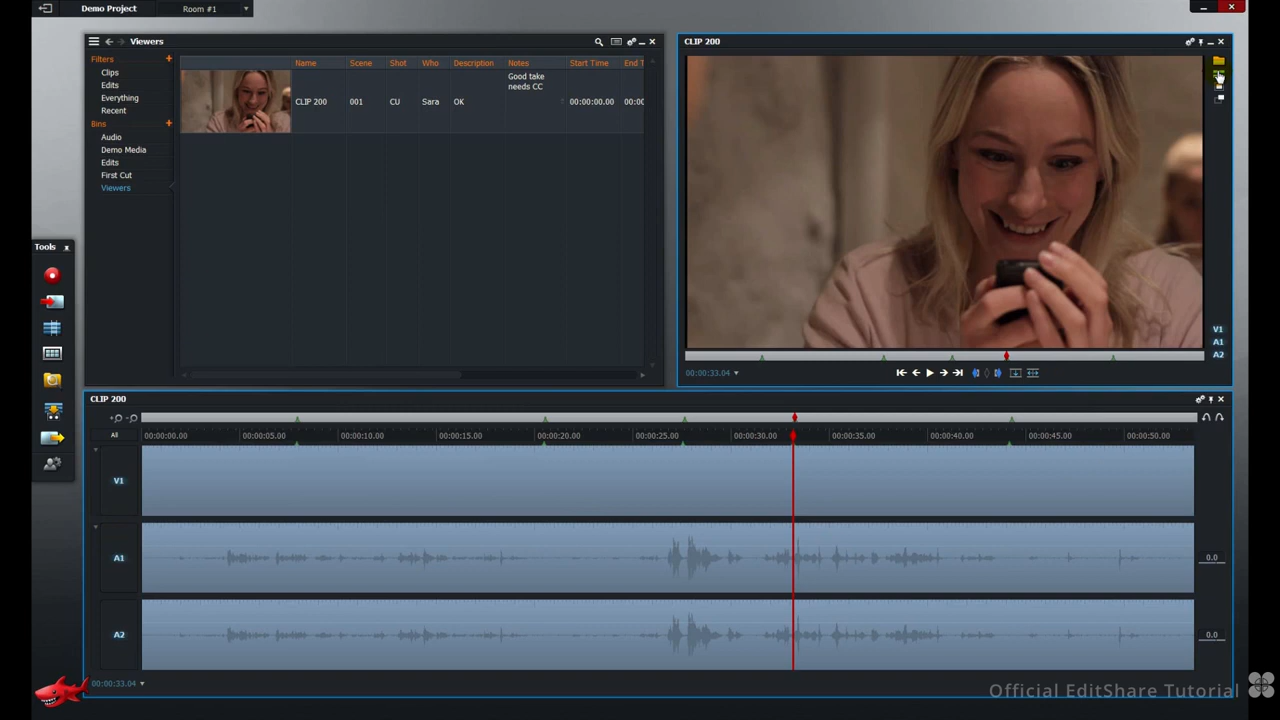 Demo Project
Room #1
Viewers
CLIP 200
Filters
Clips
Edits
Everything
Recent
Bins
Audio
Demo Media
Edits
First Cut
Viewers
Name Scene Shot Who Description Notes Start Time End T
CLIP 200 001 CU Sara OK Good take needs CC 00:00:00.00 00:0
V1
A1
A2
00:00:33.04
Tools
CLIP 200
All 00:00:00.00 00:00:05.00 00:00:10.00 00:00:15.00 00:00:20.00 00:00:25.00 00:00:30.00 00:00:35.00 00:00:40.00 00:00:45.00 00:00:50.00
V1
A1 0.0
A2 0.0
00:00:33.04
Official EditShare Tutorial